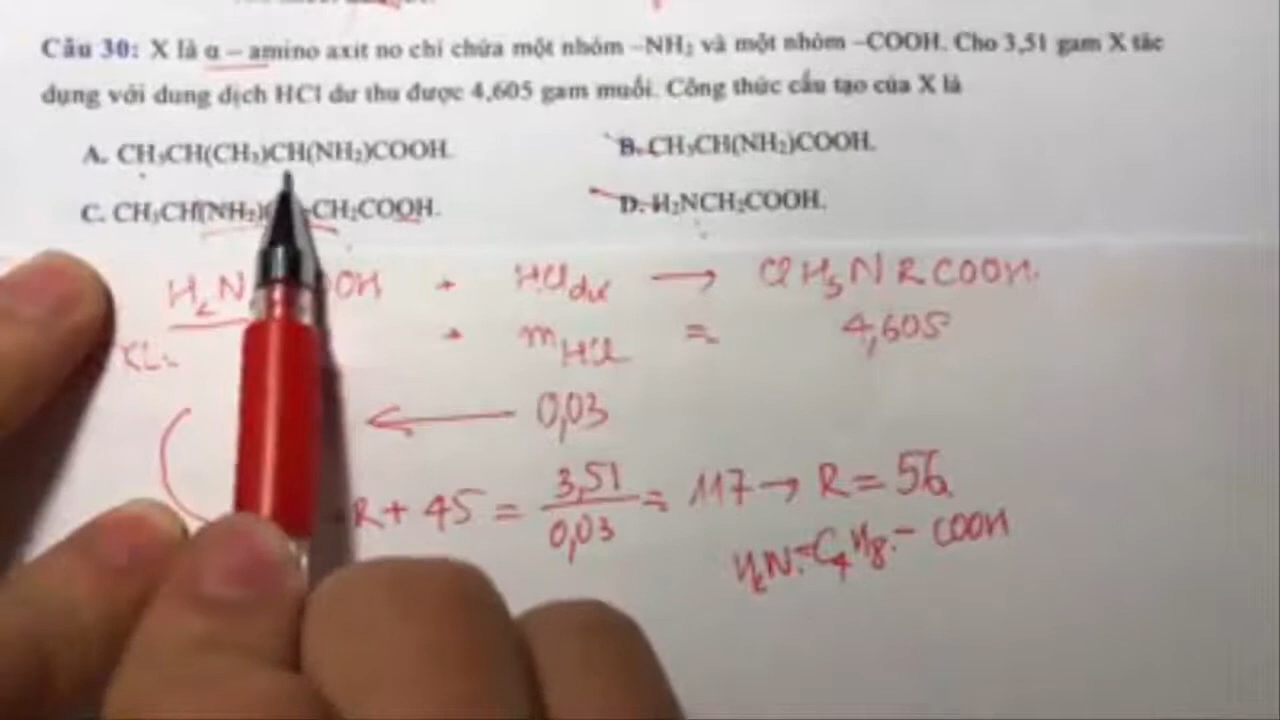 Câu 30: X là α – amino axit no chỉ chứa một nhóm –NH₂ và một nhóm –COOH. Cho 3,51 gam X tác
dụng với dung dịch HCl dư thu được 4,605 gam muối. Công thức cấu tạo của X là
A. CH₃CH(CH₃)CH(NH₂)COOH.
B. CH₃CH(NH₂)COOH.
C. CH₃CH(NH₂) CH₂COOH.
D. H₂NCH₂COOH.
H₂N OH + HCl dư → ClH₃NRCOOH.
+ m HCl = 4,605
← 0,03
R + 45 = 3,51/0,03 = 117 → R = 56
H₂N-C₄H₈-COOH